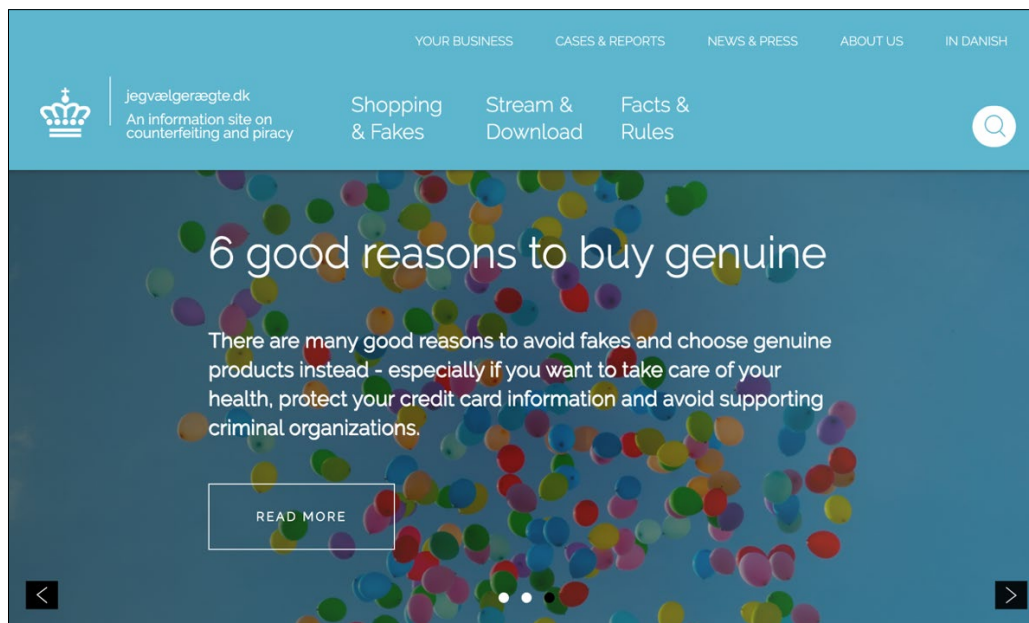 YOUR BUSINESS CASES & REPORTS NEWS & PRESS ABOUT US IN DANISH
jegvælgerægte.dk
An information site on
counterfeiting and piracy
Shopping
& Fakes
Stream &
Download
Facts &
Rules
6 good reasons to buy genuine
There are many good reasons to avoid fakes and choose genuine
products instead - especially if you want to take care of your
health, protect your credit card information and avoid supporting
criminal organizations.
READ MORE